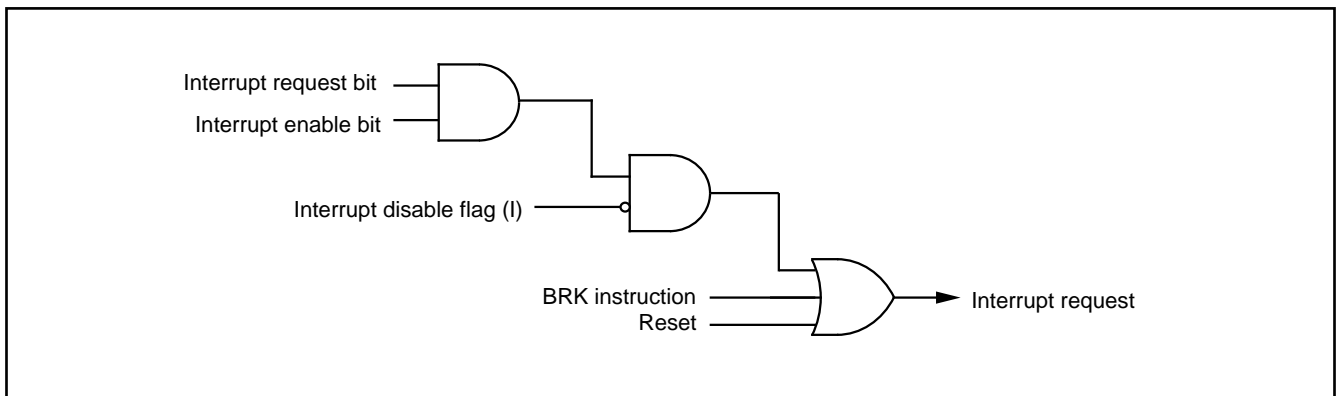 Interrupt request bit
Interrupt enable bit
Interrupt disable flag (I)
BRK instruction
Reset
Interrupt request